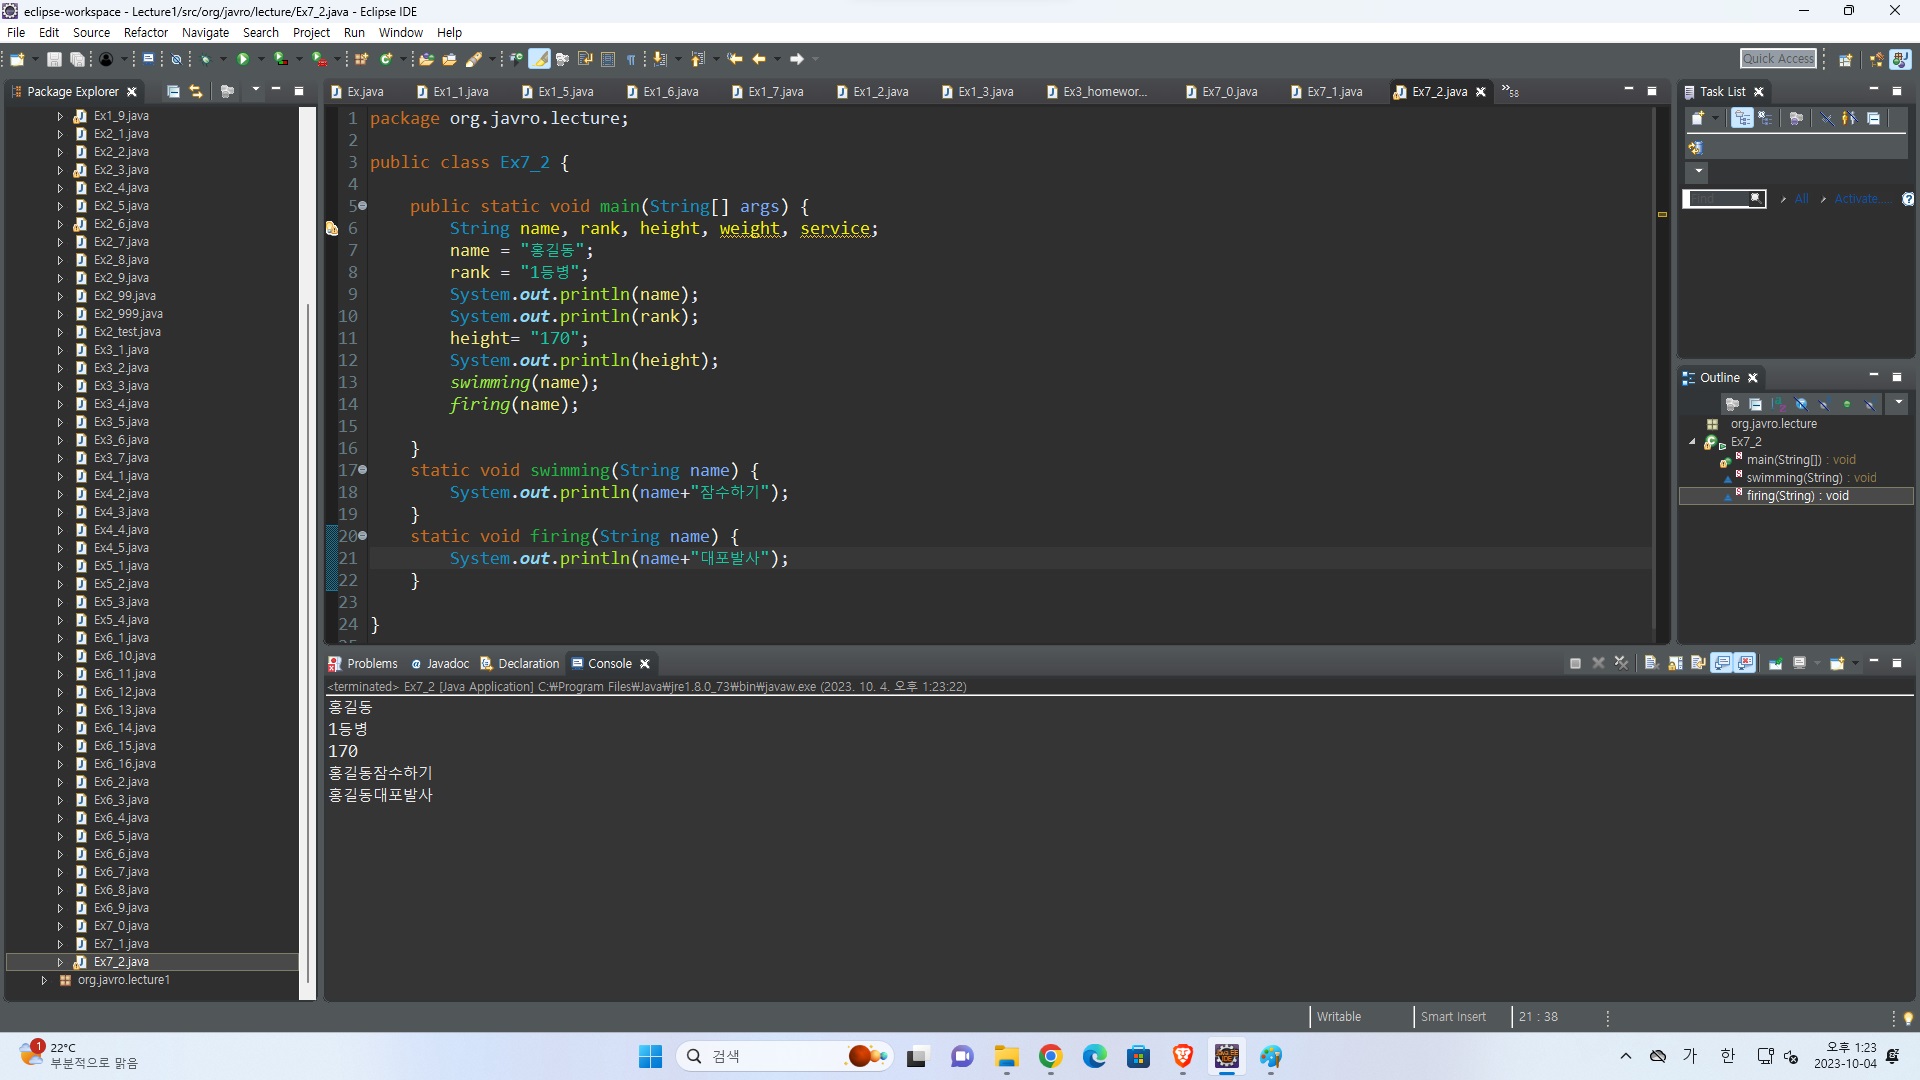 eclipse-workspace - Lecture1/src/org/javro/lecture/Ex7_2.java - Eclipse IDE
File Edit Source Refactor Navigate Search Project Run Window Help
Quick Access
Package Explorer
Ex1_9.java
Ex2_1.java
Ex2_2.java
Ex2_3.java
Ex2_4.java
Ex2_5.java
Ex2_6.java
Ex2_7.java
Ex2_8.java
Ex2_9.java
Ex2_99.java
Ex2_999.java
Ex2_test.java
Ex3_1.java
Ex3_2.java
Ex3_3.java
Ex3_4.java
Ex3_5.java
Ex3_6.java
Ex3_7.java
Ex4_1.java
Ex4_2.java
Ex4_3.java
Ex4_4.java
Ex4_5.java
Ex5_1.java
Ex5_2.java
Ex5_3.java
Ex5_4.java
Ex6_1.java
Ex6_10.java
Ex6_11.java
Ex6_12.java
Ex6_13.java
Ex6_14.java
Ex6_15.java
Ex6_16.java
Ex6_2.java
Ex6_3.java
Ex6_4.java
Ex6_5.java
Ex6_6.java
Ex6_7.java
Ex6_8.java
Ex6_9.java
Ex7_0.java
Ex7_1.java
Ex7_2.java
org.javro.lecture1
Ex.java Ex1_1.java Ex1_5.java Ex1_6.java Ex1_7.java Ex1_2.java Ex1_3.java Ex3_homewor... Ex7_0.java Ex7_1.java Ex7_2.java »58
1 package org.javro.lecture;
2
3 public class Ex7_2 {
4
5 public static void main(String[] args) {
6 String name, rank, height, weight, service;
7 name = "홍길동";
8 rank = "1등병";
9 System.out.println(name);
10 System.out.println(rank);
11 height= "170";
12 System.out.println(height);
13 swimming(name);
14 firing(name);
15
16 }
17 static void swimming(String name) {
18 System.out.println(name+"잠수하기");
19 }
20 static void firing(String name) {
21 System.out.println(name+"대포발사");
22 }
23
24 }
Task List
Find All Activate...
Outline
org.javro.lecture
Ex7_2
main(String[]) : void
swimming(String) : void
firing(String) : void
Problems Javadoc Declaration Console
<terminated> Ex7_2 [Java Application] C:₩Program Files₩Java₩jre1.8.0_73₩bin₩javaw.exe (2023. 10. 4. 오후 1:23:22)
홍길동
1등병
170
홍길동잠수하기
홍길동대포발사
Writable Smart Insert 21 : 38
1
22°C
부분적으로 맑음
검색
가 한
오후 1:23
2023-10-04